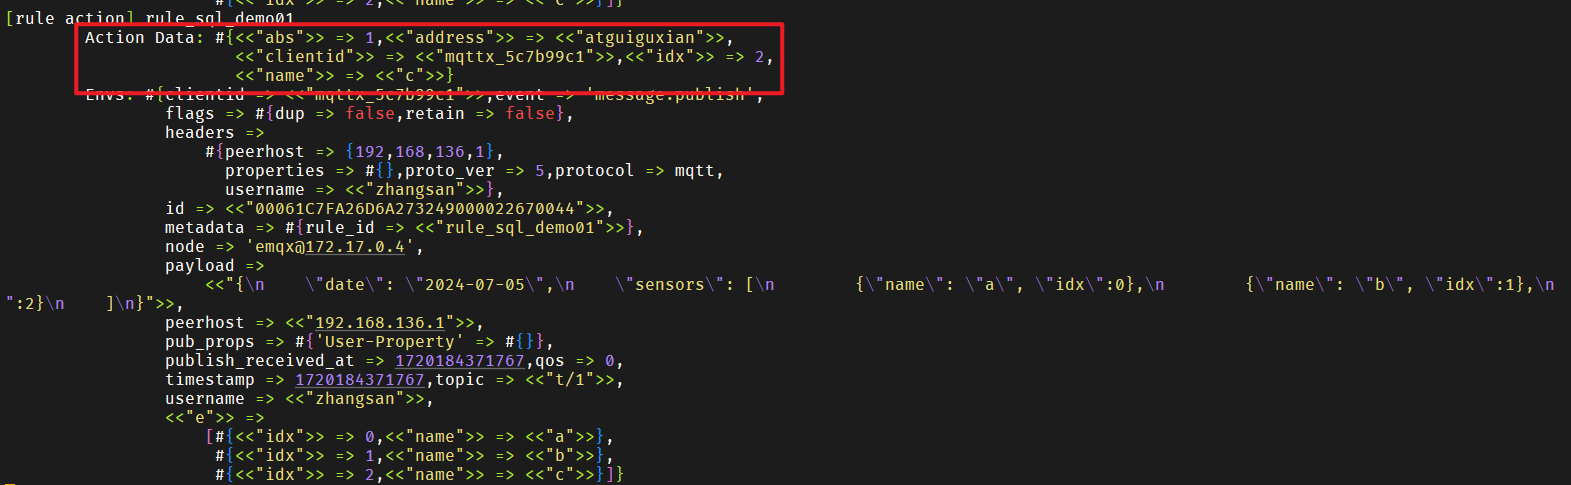 #{<<"idx">> => 2,<<"name">> => <<"c">>}]}
[rule action] rule_sql_demo01
Action Data: #{<<"abs">> => 1,<<"address">> => <<"atguiguxian">>,
<<"clientid">> => <<"mqttx_5c7b99c1">>,<<"idx">> => 2,
<<"name">> => <<"c">>}
Envs: #{clientid => <<"mqttx_5c7b99c1">>,event => 'message.publish',
flags => #{dup => false,retain => false},
headers =>
#{peerhost => {192,168,136,1},
properties => #{},proto_ver => 5,protocol => mqtt,
username => <<"zhangsan">>},
id => <<"00061C7FA26D6A273249000022670044">>,
metadata => #{rule_id => <<"rule_sql_demo01">>},
node => 'emqx@172.17.0.4',
payload =>
<<"{\n    \"date\": \"2024-07-05\",\n    \"sensors\": [\n        {\"name\": \"a\", \"idx\":0},\n        {\"name\": \"b\", \"idx\":1},\n
":2}\n    ]\n}">>,
peerhost => <<"192.168.136.1">>,
pub_props => #{'User-Property' => #{}},
publish_received_at => 1720184371767,qos => 0,
timestamp => 1720184371767,topic => <<"t/1">>,
username => <<"zhangsan">>,
<<"e">> =>
[#{<<"idx">> => 0,<<"name">> => <<"a">>},
#{<<"idx">> => 1,<<"name">> => <<"b">>},
#{<<"idx">> => 2,<<"name">> => <<"c">>}]}